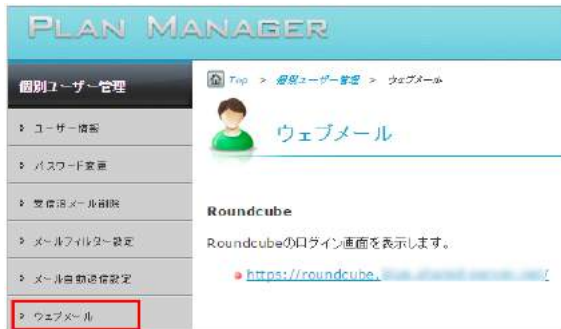 PLAN MANAGER
個別ユーザー管理
ユーザー情報
パスワード変更
受信済メール削除
メールフィルター設定
メール自動返信設定
ウェブメール
Top > 個別ユーザー管理 > ウェブメール
ウェブメール
Roundcube
Roundcubeのログイン画面を表示します。
https://roundcube.